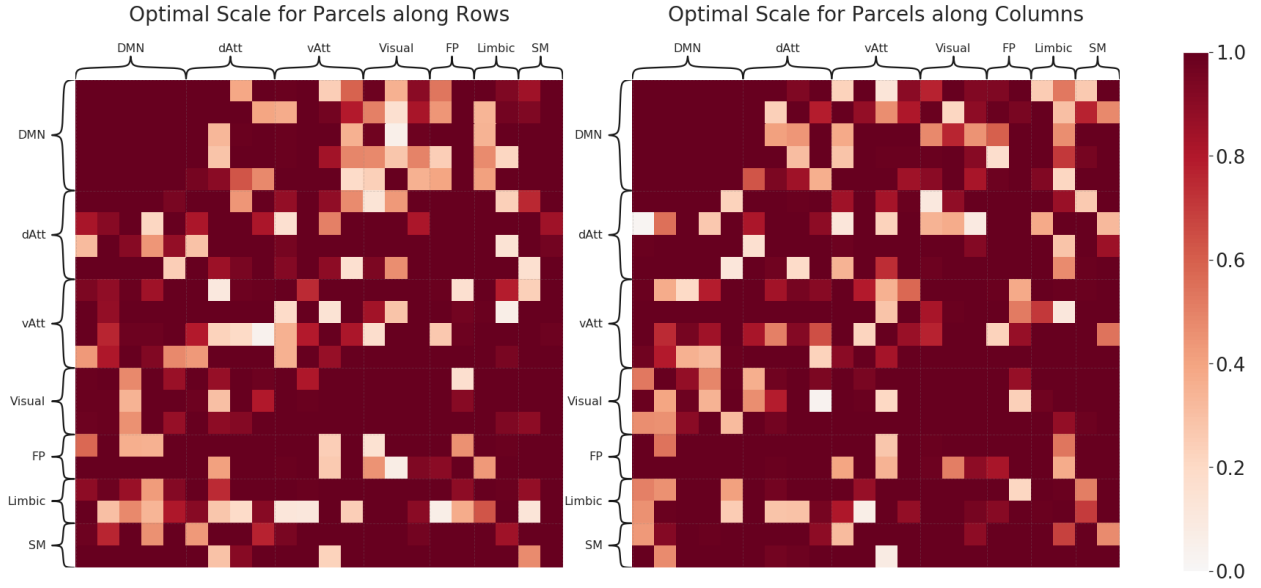 Optimal Scale for Parcels along Rows
Optimal Scale for Parcels along Columns
DMN dAtt vAtt Visual FP Limbic SM
DMN dAtt vAtt Visual FP Limbic SM
DMN
dAtt
vAtt
Visual
FP
Limbic
SM
DMN
dAtt
vAtt
Visual
FP
Limbic
SM
1.0
0.8
0.6
0.4
0.2
0.0